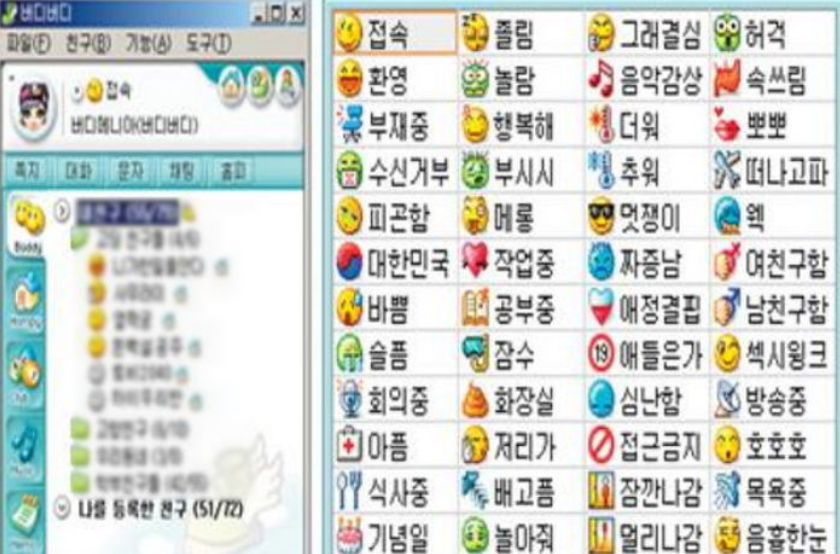 버디버디
파일(F) 친구(B) 기능(A) 도구(T)
접속
버디메니아(버디버디)
쪽지 대화 문자 채팅 홈피
Buddy
나를 등록한 친구 (51/72)
접속 졸림 그래결심 허걱
환영 놀람 음악감상 속쓰림
부재중 행복해 더워 뽀뽀
수신거부 부시시 추워 떠나고파
피곤함 메롱 멋쟁이 웩
대한민국 작업중 짜증남 여친구함
바쁨 공부중 애정결핍 남친구함
슬픔 잠수 19 애들은가 섹시윙크
회의중 화장실 심난함 방송중
아픔 저리가 접근금지 호호호
식사중 배고픔 잠깐나감 목욕중
기념일 놀아줘 멀리나감 음흉한눈